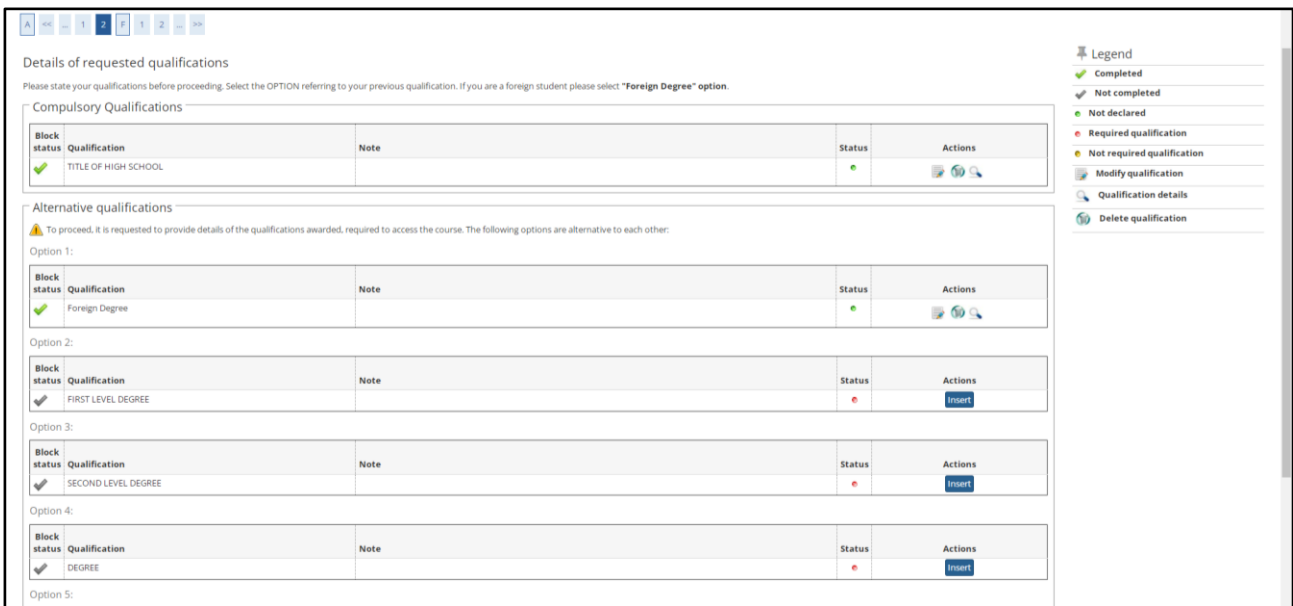 A << ... 1 2 F 1 2 ... >>
Details of requested qualifications
Please state your qualifications before proceeding. Select the OPTION referring to your previous qualification. If you are a foreign student please select "Foreign Degree" option.
Compulsory Qualifications
Block status Qualification Note Status Actions
TITLE OF HIGH SCHOOL
Alternative qualifications
To proceed, it is requested to provide details of the qualifications awarded, required to access the course. The following options are alternative to each other:
Option 1:
Block status Qualification Note Status Actions
Foreign Degree
Option 2:
Block status Qualification Note Status Actions
FIRST LEVEL DEGREE Insert
Option 3:
Block status Qualification Note Status Actions
SECOND LEVEL DEGREE Insert
Option 4:
Block status Qualification Note Status Actions
DEGREE Insert
Option 5:
Legend
Completed
Not completed
Not declared
Required qualification
Not required qualification
Modify qualification
Qualification details
Delete qualification